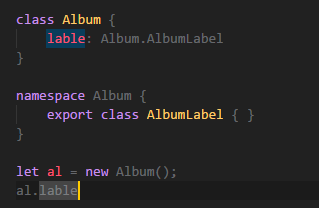 class Album {
    lable: Album.AlbumLabel
}

namespace Album {
    export class AlbumLabel { }
}

let al = new Album();
al.lable